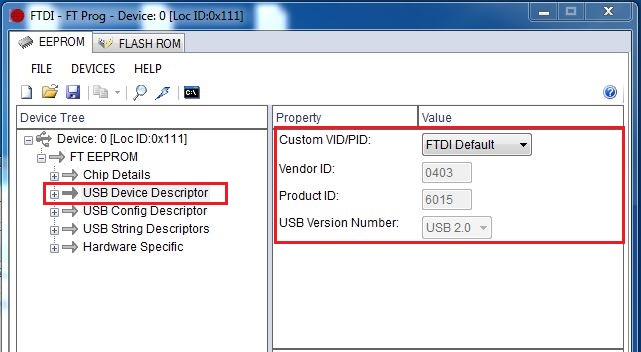 FTDI - FT Prog - Device: 0 [Loc ID:0x111]
EEPROM FLASH ROM
FILE DEVICES HELP
C:\
Device Tree
Property Value
Device: 0 [Loc ID:0x111]
FT EEPROM
Chip Details
USB Device Descriptor
USB Config Descriptor
USB String Descriptors
Hardware Specific
Custom VID/PID: FTDI Default
Vendor ID: 0403
Product ID: 6015
USB Version Number: USB 2.0